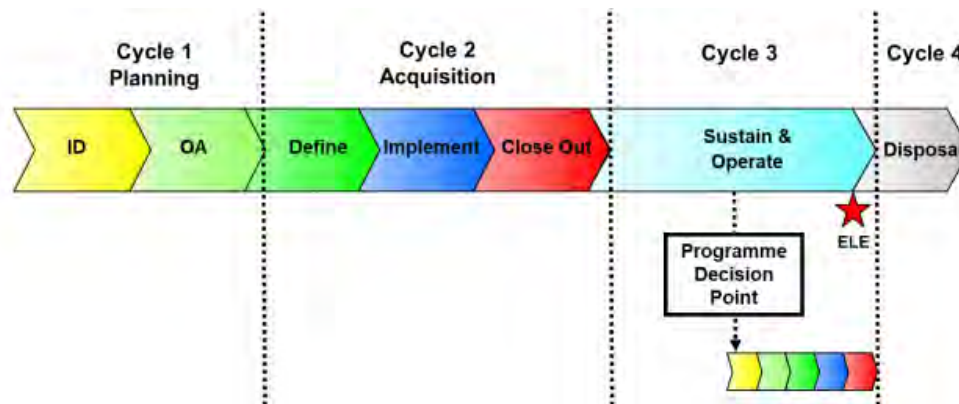 Cycle 1
Planning
Cycle 2
Acquisition
Cycle 3
Cycle 4
ID
OA
Define
Implement
Close Out
Sustain &
Operate
Disposa
ELE
Programme
Decision
Point